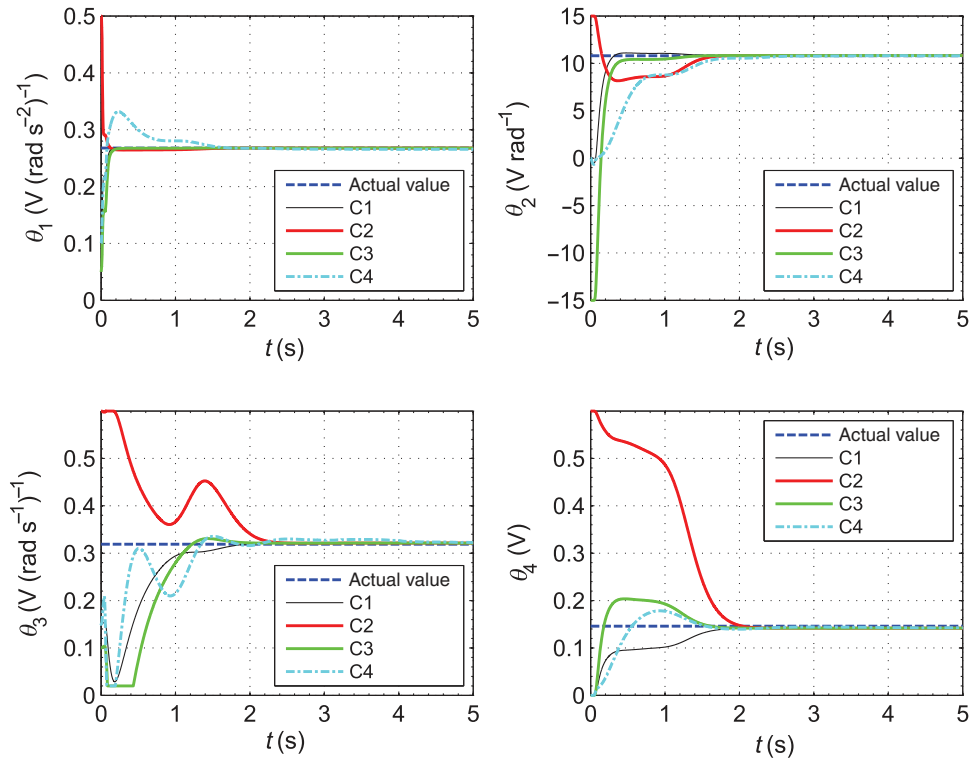 0.5
0.4
0.3
0.2
0.1
0
θ1 (V (rad s−2)−1)
0 1 2 3 4 5
t (s)
Actual value
C1
C2
C3
C4
15
10
5
0
−5
−10
−15
θ2 (V rad−1)
0 1 2 3 4 5
t (s)
Actual value
C1
C2
C3
C4
0.5
0.4
0.3
0.2
0.1
0
θ3 (V (rad s−1)−1)
0 1 2 3 4 5
t (s)
Actual value
C1
C2
C3
C4
0.5
0.4
0.3
0.2
0.1
0
θ4 (V)
0 1 2 3 4 5
t (s)
Actual value
C1
C2
C3
C4